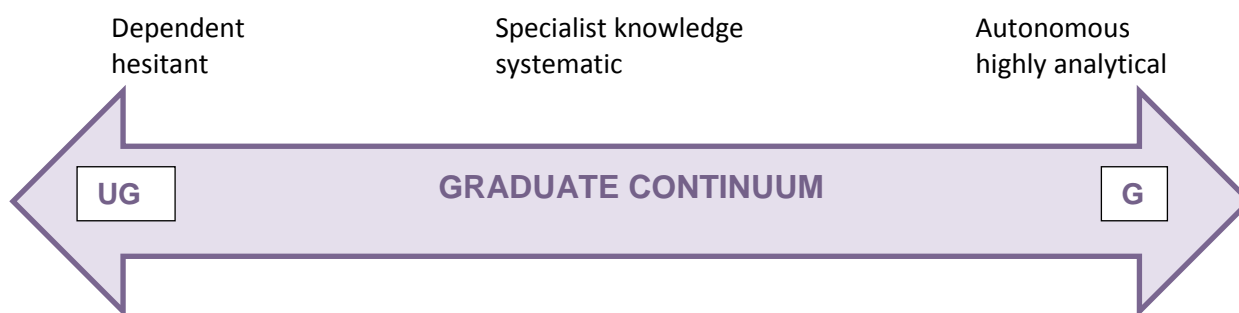 Dependent
hesitant
Specialist knowledge
systematic
Autonomous
highly analytical
UG
GRADUATE CONTINUUM
G